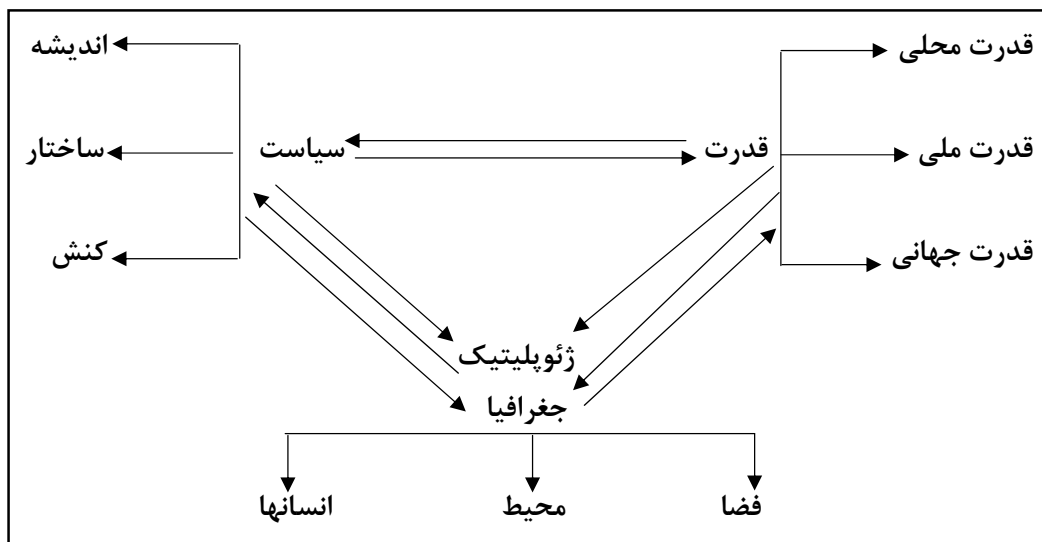 قدرت محلی
اندیشه
قدرت ملی
قدرت
سیاست
ساختار
قدرت جهانی
کنش
ژئوپلیتیک
جغرافیا
فضا
محیط
انسانها